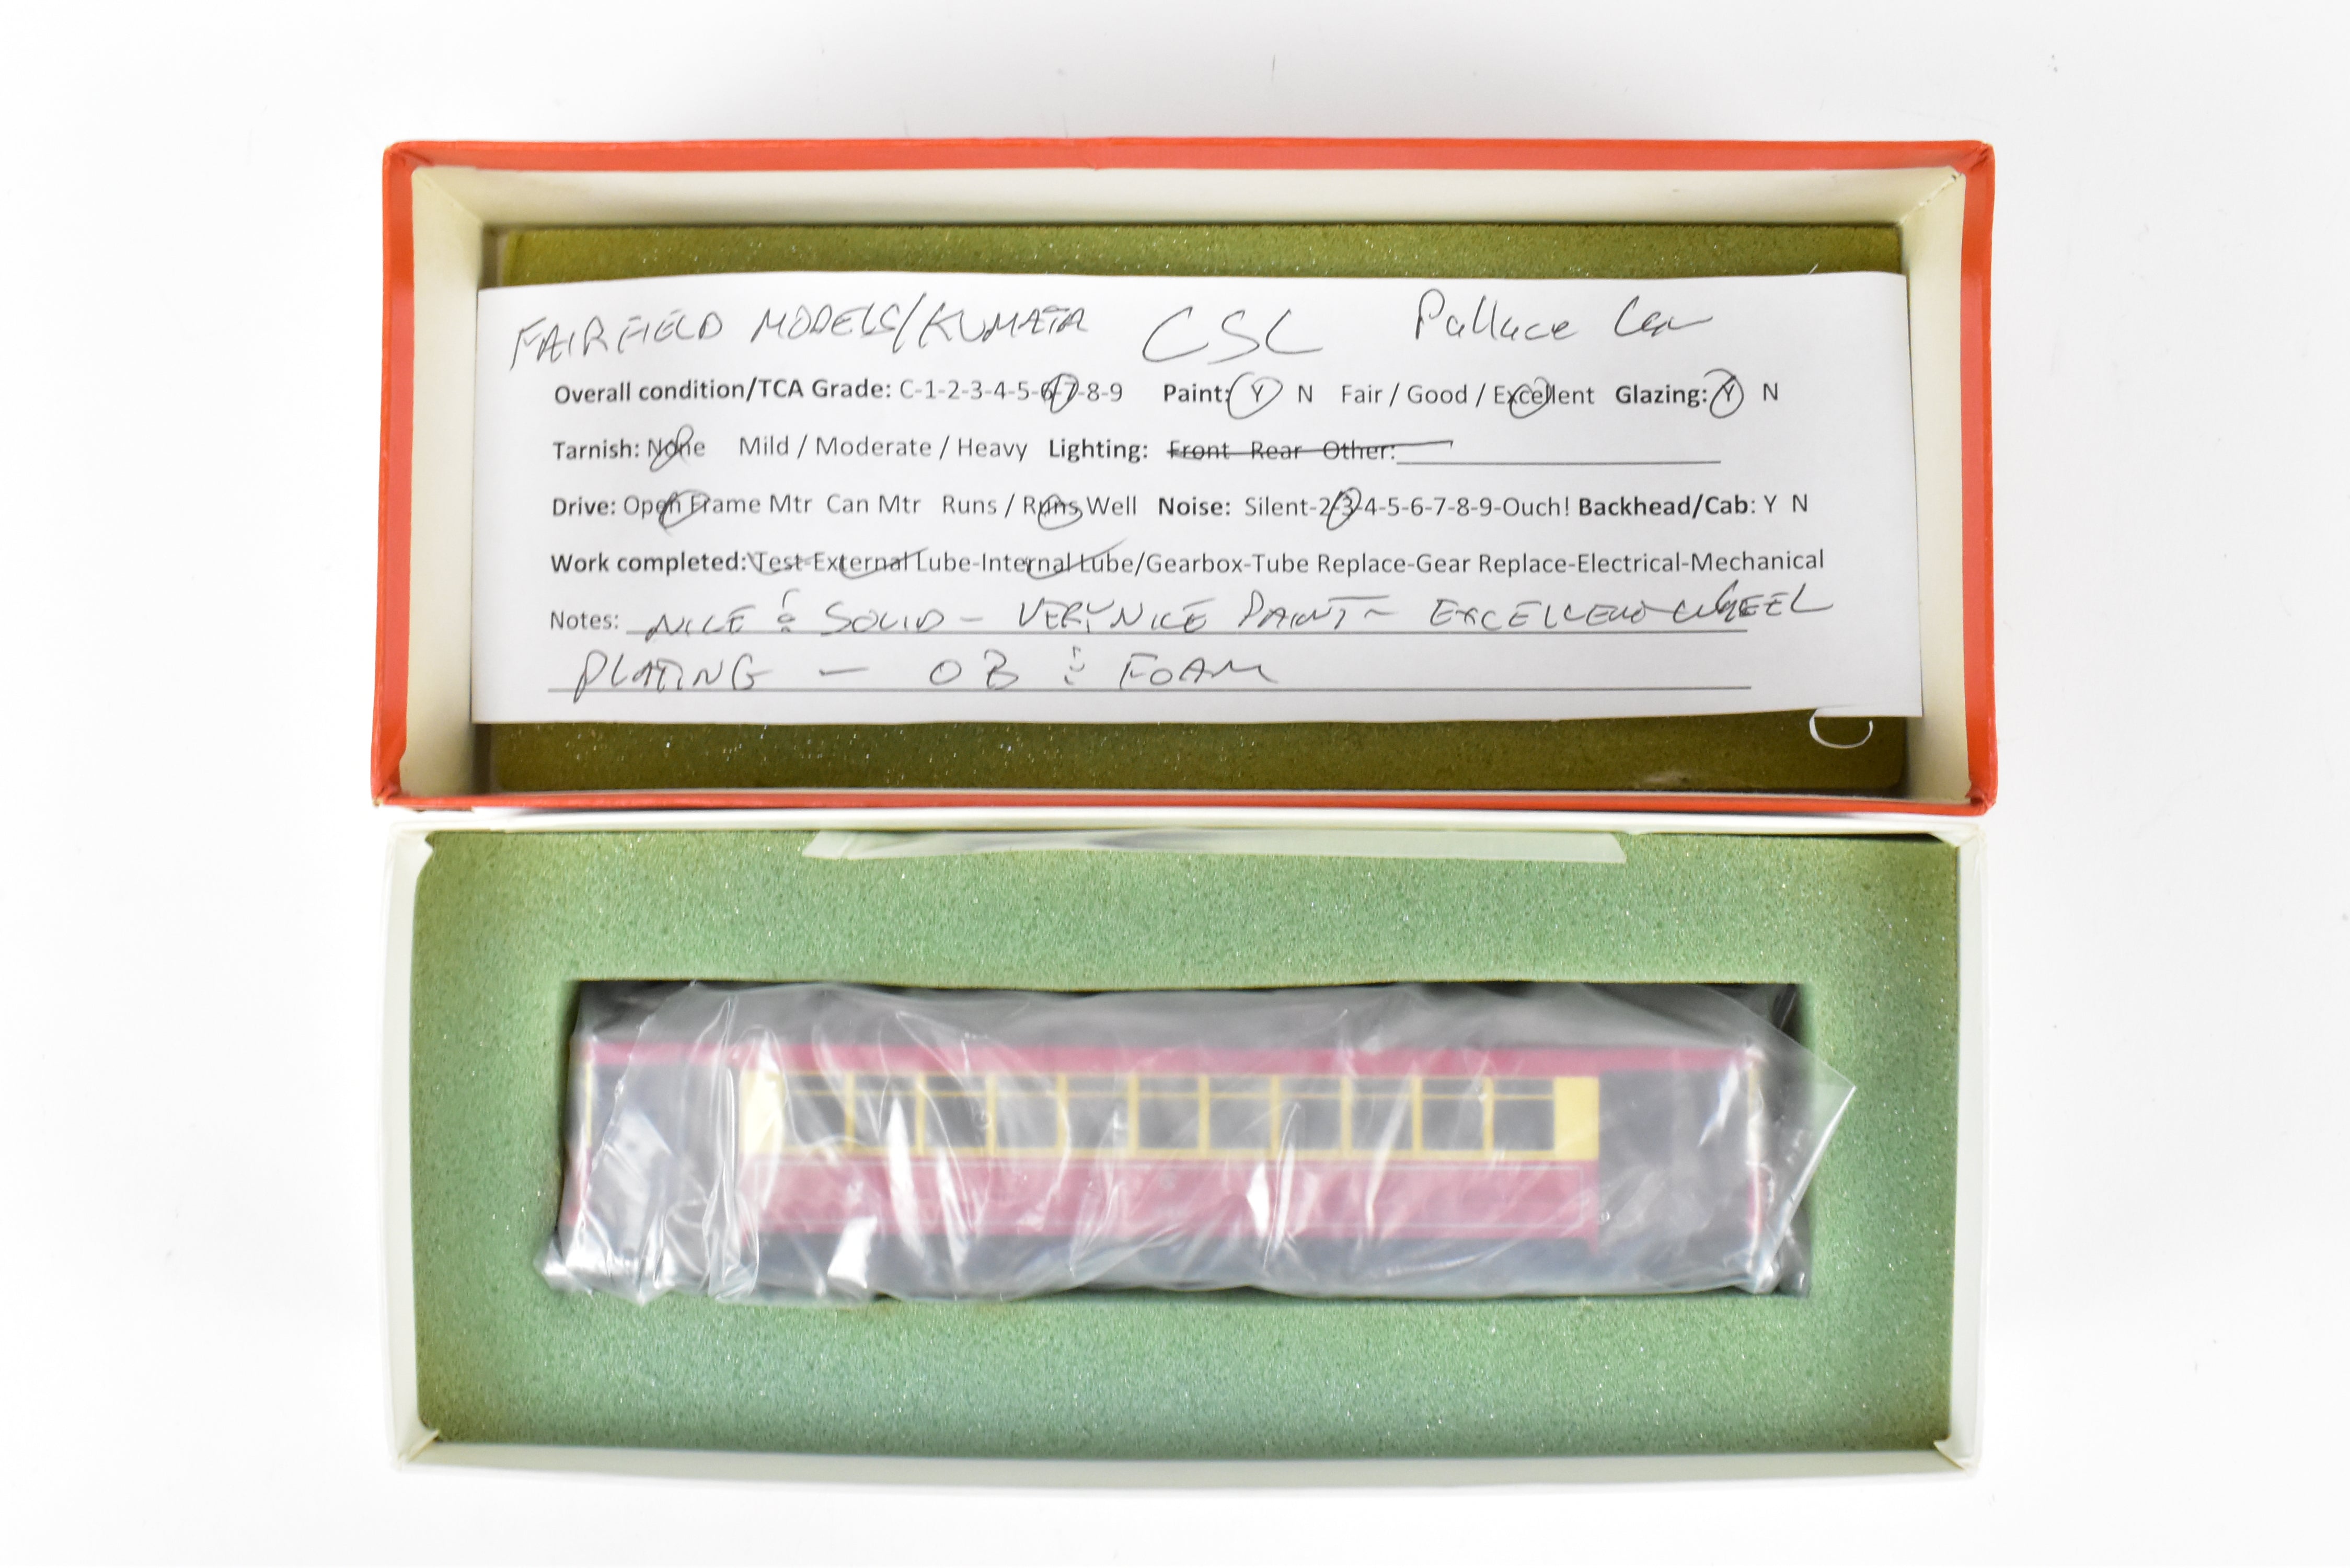 FAIRFIELD MODELS/KUMATA CSL Pallace Car
Overall condition/TCA Grade: C-1-2-3-4-5-6-7-8-9 Paint: Y N Fair / Good / Excellent Glazing: Y N
Tarnish: None Mild / Moderate / Heavy Lighting: Front Rear Other:
Drive: Open Frame Mtr Can Mtr Runs / Runs Well Noise: Silent-2-3-4-5-6-7-8-9-Ouch! Backhead/Cab: Y N
Work completed: Test-External Lube-Internal Lube/Gearbox-Tube Replace-Gear Replace-Electrical-Mechanical
Notes: NICE & SOLID - VERY NICE PAINT - EXCELLENT WHEEL
PLATING - OB & FOAM